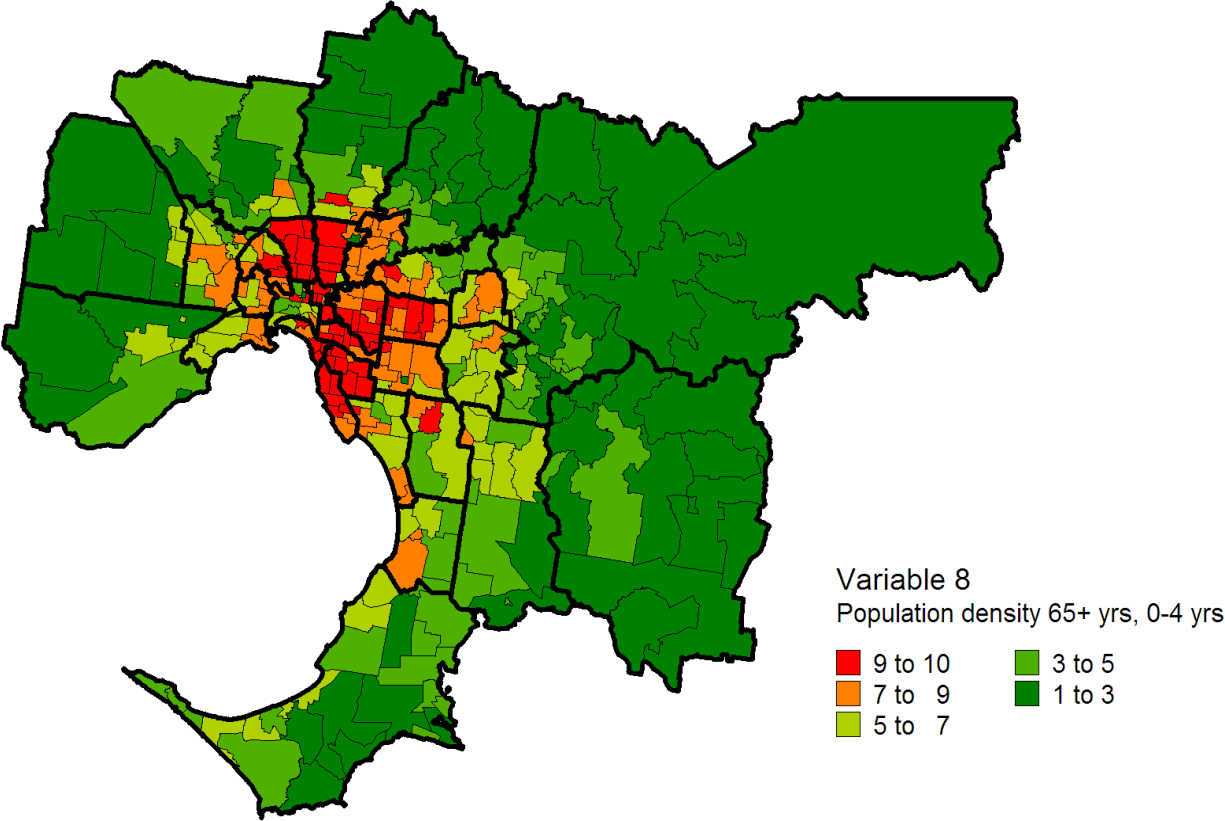 Variable 8
Population density 65+ yrs, 0-4 yrs
9 to 10
7 to 9
5 to 7
3 to 5
1 to 3